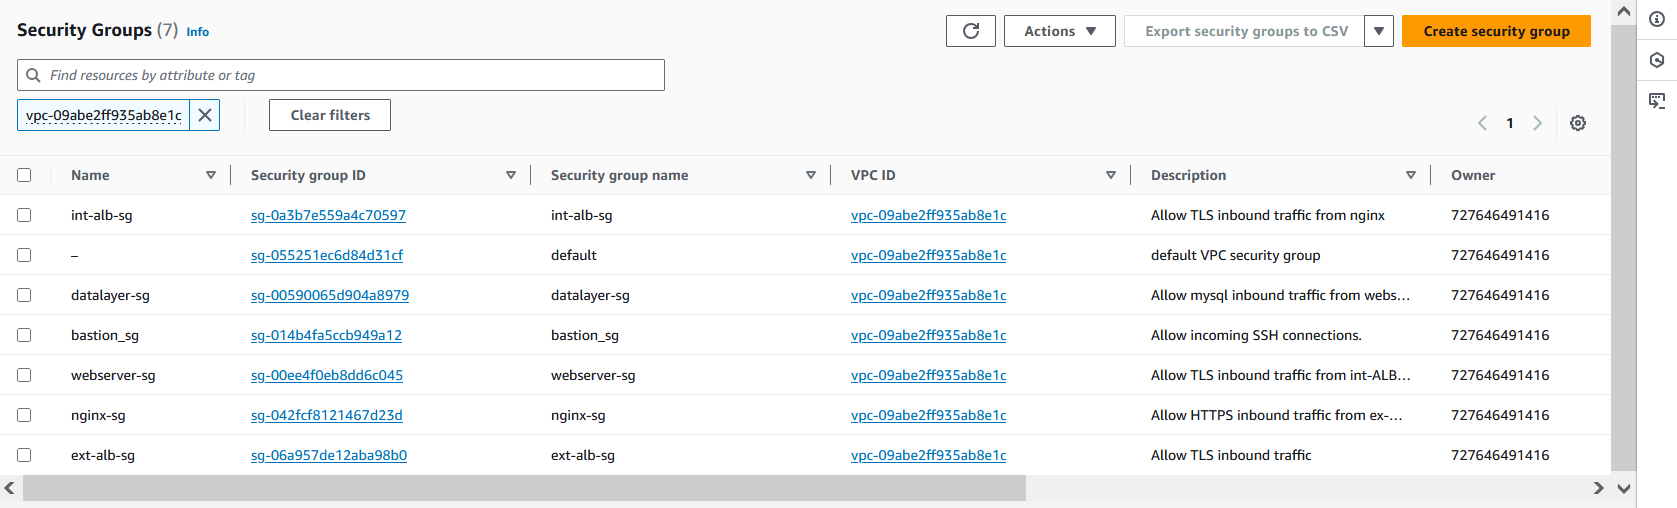 Security Groups (7) Info
Actions
Export security groups to CSV
Create security group
Find resources by attribute or tag
vpc-09abe2ff935ab8e1c
Clear filters
1
Name Security group ID Security group name VPC ID Description Owner
int-alb-sg sg-0a3b7e559a4c70597 int-alb-sg vpc-09abe2ff935ab8e1c Allow TLS inbound traffic from nginx 727646491416
– sg-055251ec6d84d31cf default vpc-09abe2ff935ab8e1c default VPC security group 727646491416
datalayer-sg sg-00590065d904a8979 datalayer-sg vpc-09abe2ff935ab8e1c Allow mysql inbound traffic from webs... 727646491416
bastion_sg sg-014b4fa5ccb949a12 bastion_sg vpc-09abe2ff935ab8e1c Allow incoming SSH connections. 727646491416
webserver-sg sg-00ee4f0eb8dd6c045 webserver-sg vpc-09abe2ff935ab8e1c Allow TLS inbound traffic from int-ALB... 727646491416
nginx-sg sg-042fcf8121467d23d nginx-sg vpc-09abe2ff935ab8e1c Allow HTTPS inbound traffic from ex-... 727646491416
ext-alb-sg sg-06a957de12aba98b0 ext-alb-sg vpc-09abe2ff935ab8e1c Allow TLS inbound traffic 727646491416